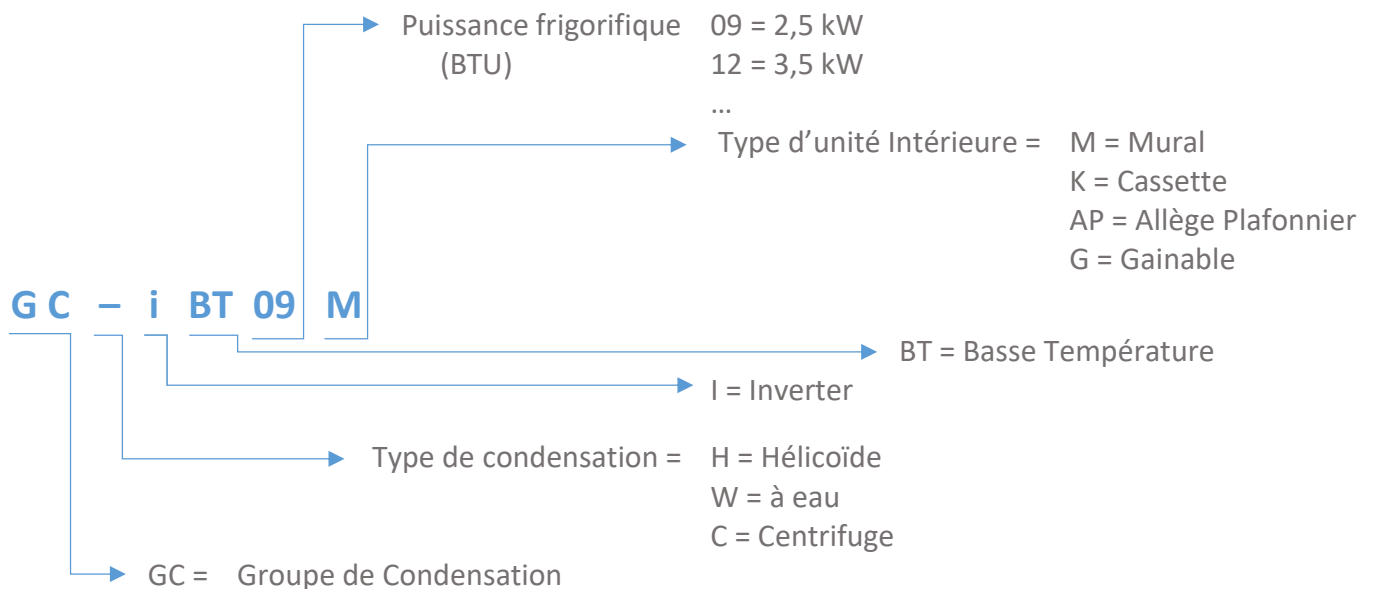 Puissance frigorifique 09 = 2,5 kW
(BTU) 12 = 3,5 kW
...
Type d’unité Intérieure = M = Mural
K = Cassette
AP = Allège Plafonnier
G = Gainable
G C – i BT 09 M
BT = Basse Température
I = Inverter
Type de condensation = H = Hélicoïde
W = à eau
C = Centrifuge
GC = Groupe de Condensation